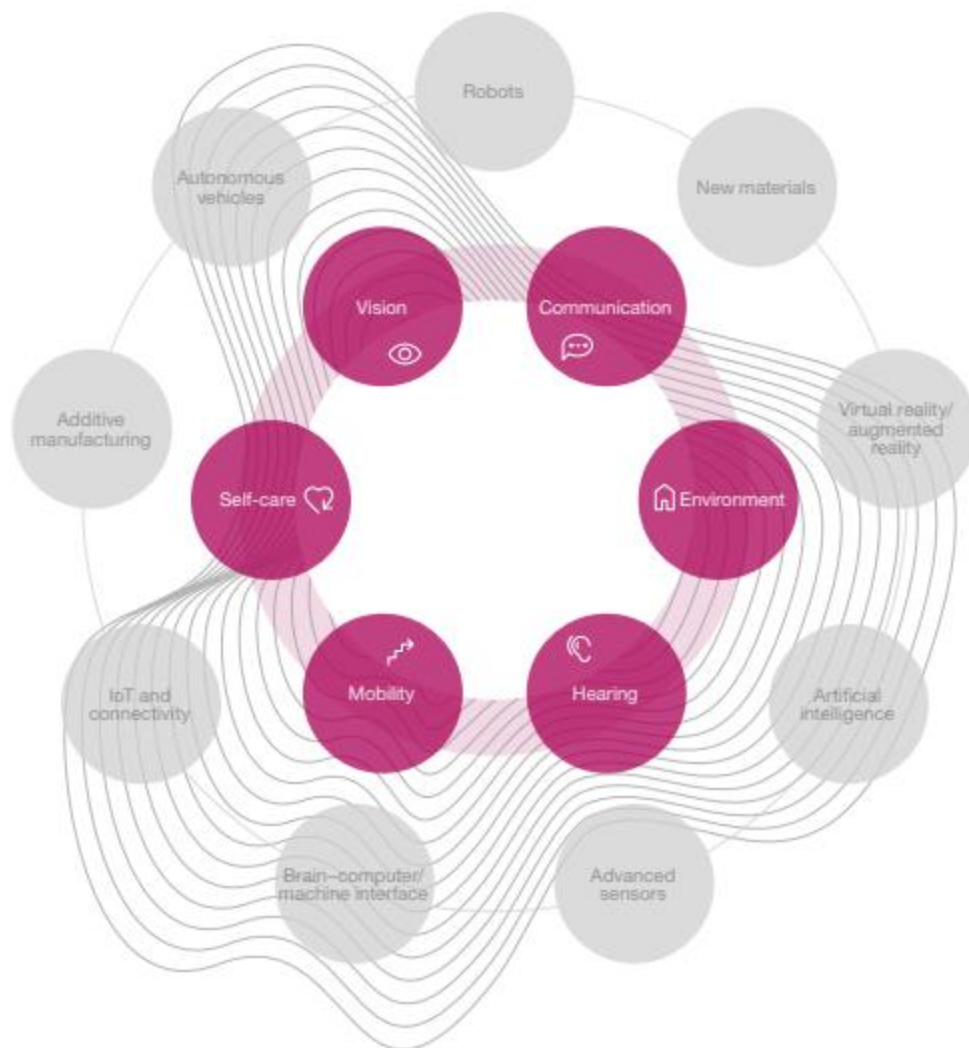 Robots
Autonomous
vehicles
New materials
Vision
Communication
Additive
manufacturing
Virtual reality/
augmented
reality
Self-care
Environment
Mobility
Hearing
IoT and
connectivity
Artificial
intelligence
Brain–computer/
machine interface
Advanced
sensors